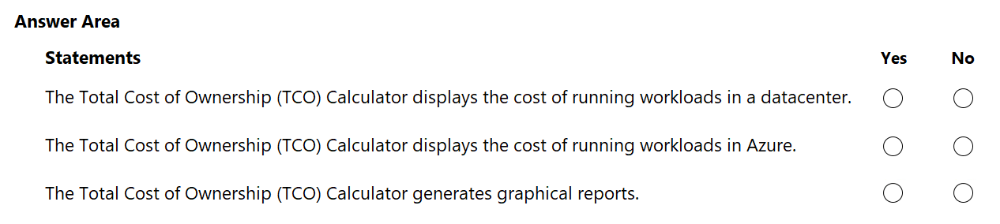 Answer Area
Statements Yes No
The Total Cost of Ownership (TCO) Calculator displays the cost of running workloads in a datacenter.
The Total Cost of Ownership (TCO) Calculator displays the cost of running workloads in Azure.
The Total Cost of Ownership (TCO) Calculator generates graphical reports.